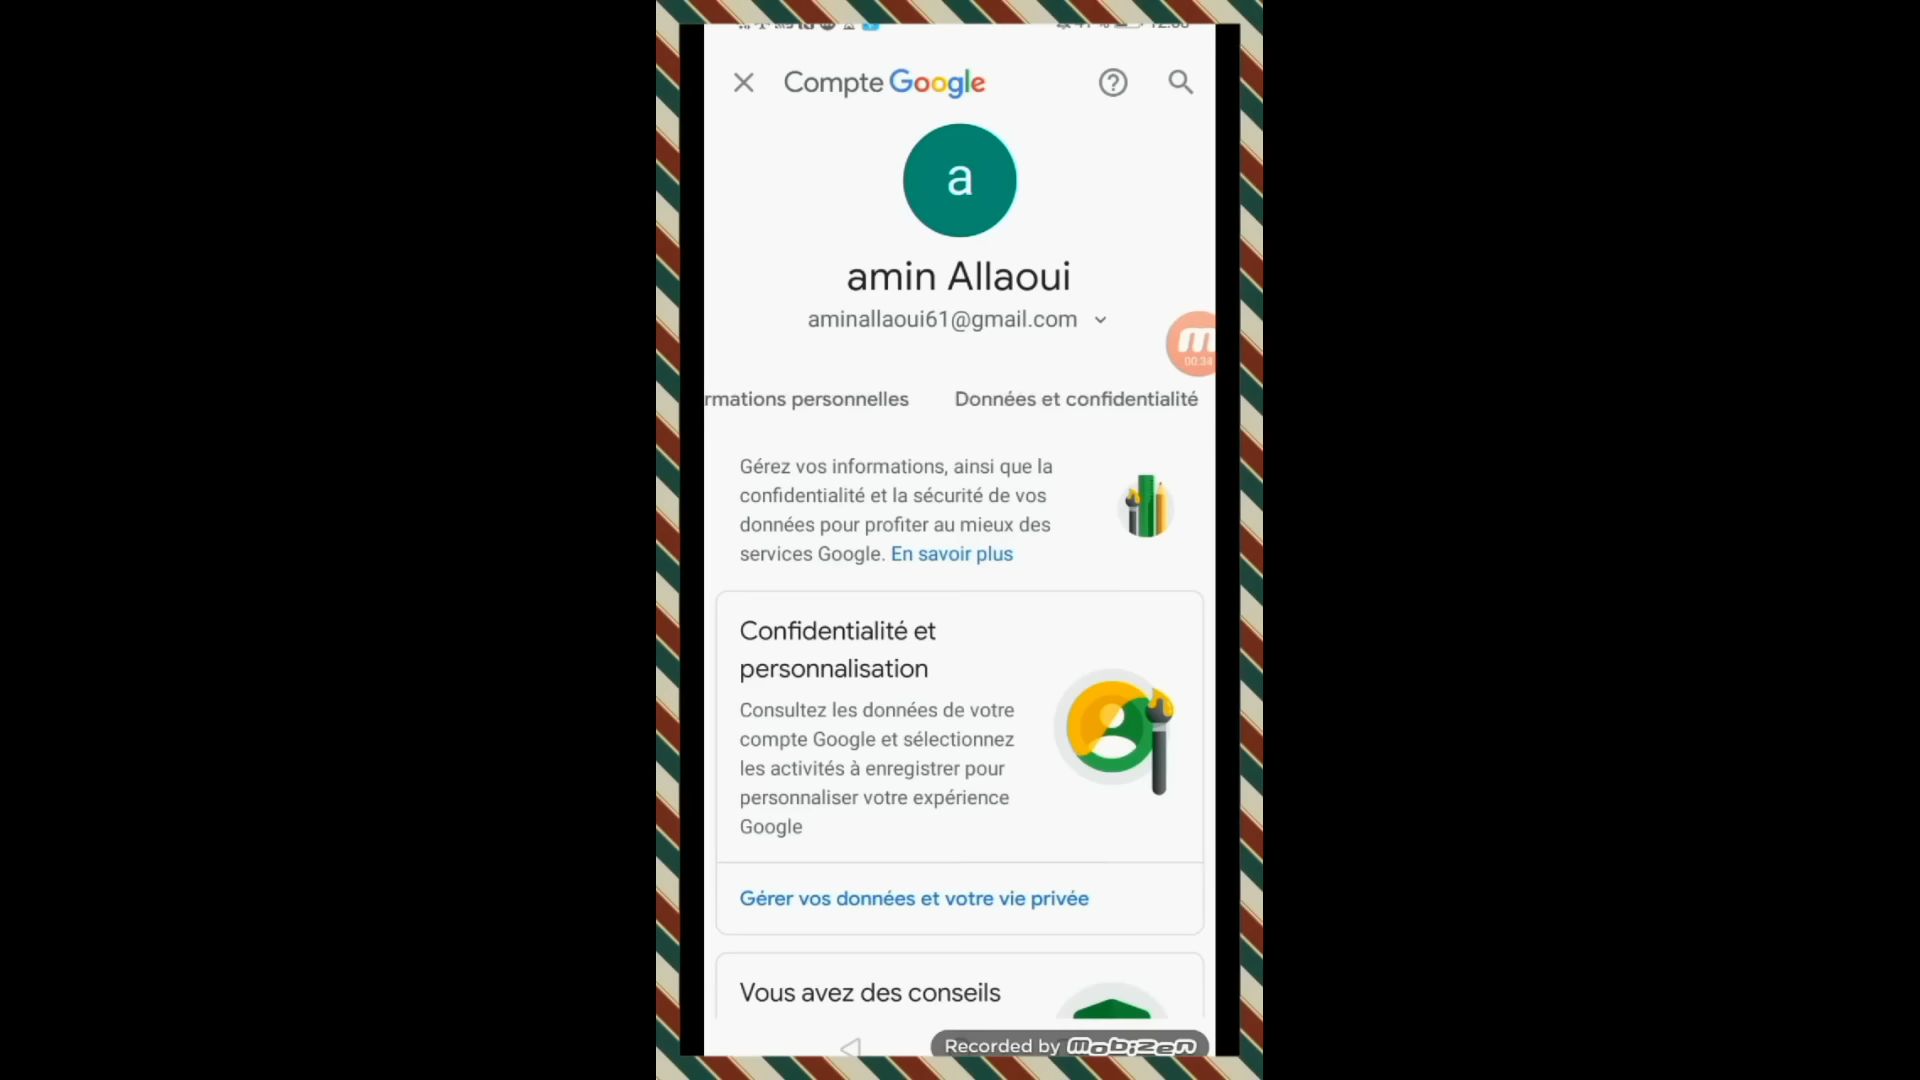 Compte Google
a
amin Allaoui
aminallaoui61@gmail.com
00:34
rmations personnelles Données et confidentialité
Gérez vos informations, ainsi que la
confidentialité et la sécurité de vos
données pour profiter au mieux des
services Google. En savoir plus
Confidentialité et
personnalisation
Consultez les données de votre
compte Google et sélectionnez
les activités à enregistrer pour
personnaliser votre expérience
Google
Gérer vos données et votre vie privée
Vous avez des conseils
Recorded by mobizen